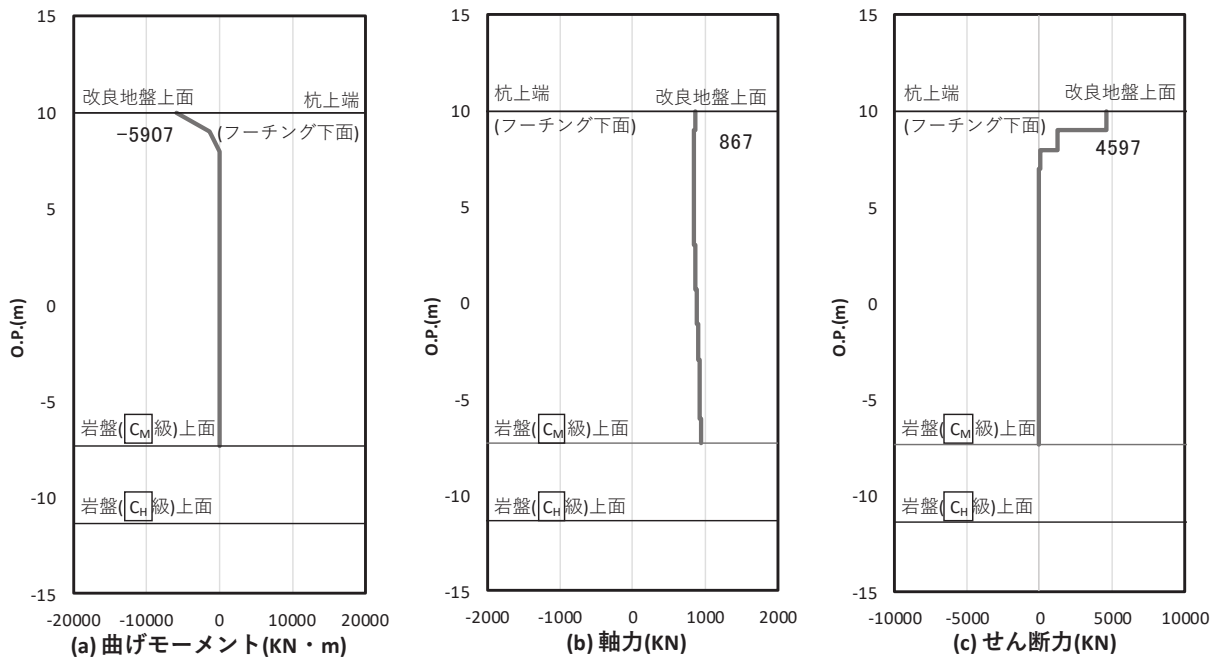 15
10
5
0
-5
-10
-15
O.P.(m)
改良地盤上面
杭上端
-5907
(フーチング下面)
岩盤(CM級)上面
岩盤(CH級)上面
-20000 -10000 0 10000 20000
(a) 曲げモーメント(KN・m)
15
10
5
0
-5
-10
-15
O.P.(m)
杭上端
改良地盤上面
(フーチング下面)
867
岩盤(CM級)上面
岩盤(CH級)上面
-2000 -1000 0 1000 2000
(b) 軸力(KN)
15
10
5
0
-5
-10
-15
O.P.(m)
杭上端
改良地盤上面
(フーチング下面)
4597
岩盤(CM級)上面
岩盤(CH級)上面
-10000 -5000 0 5000 10000
(c) せん断力(KN)